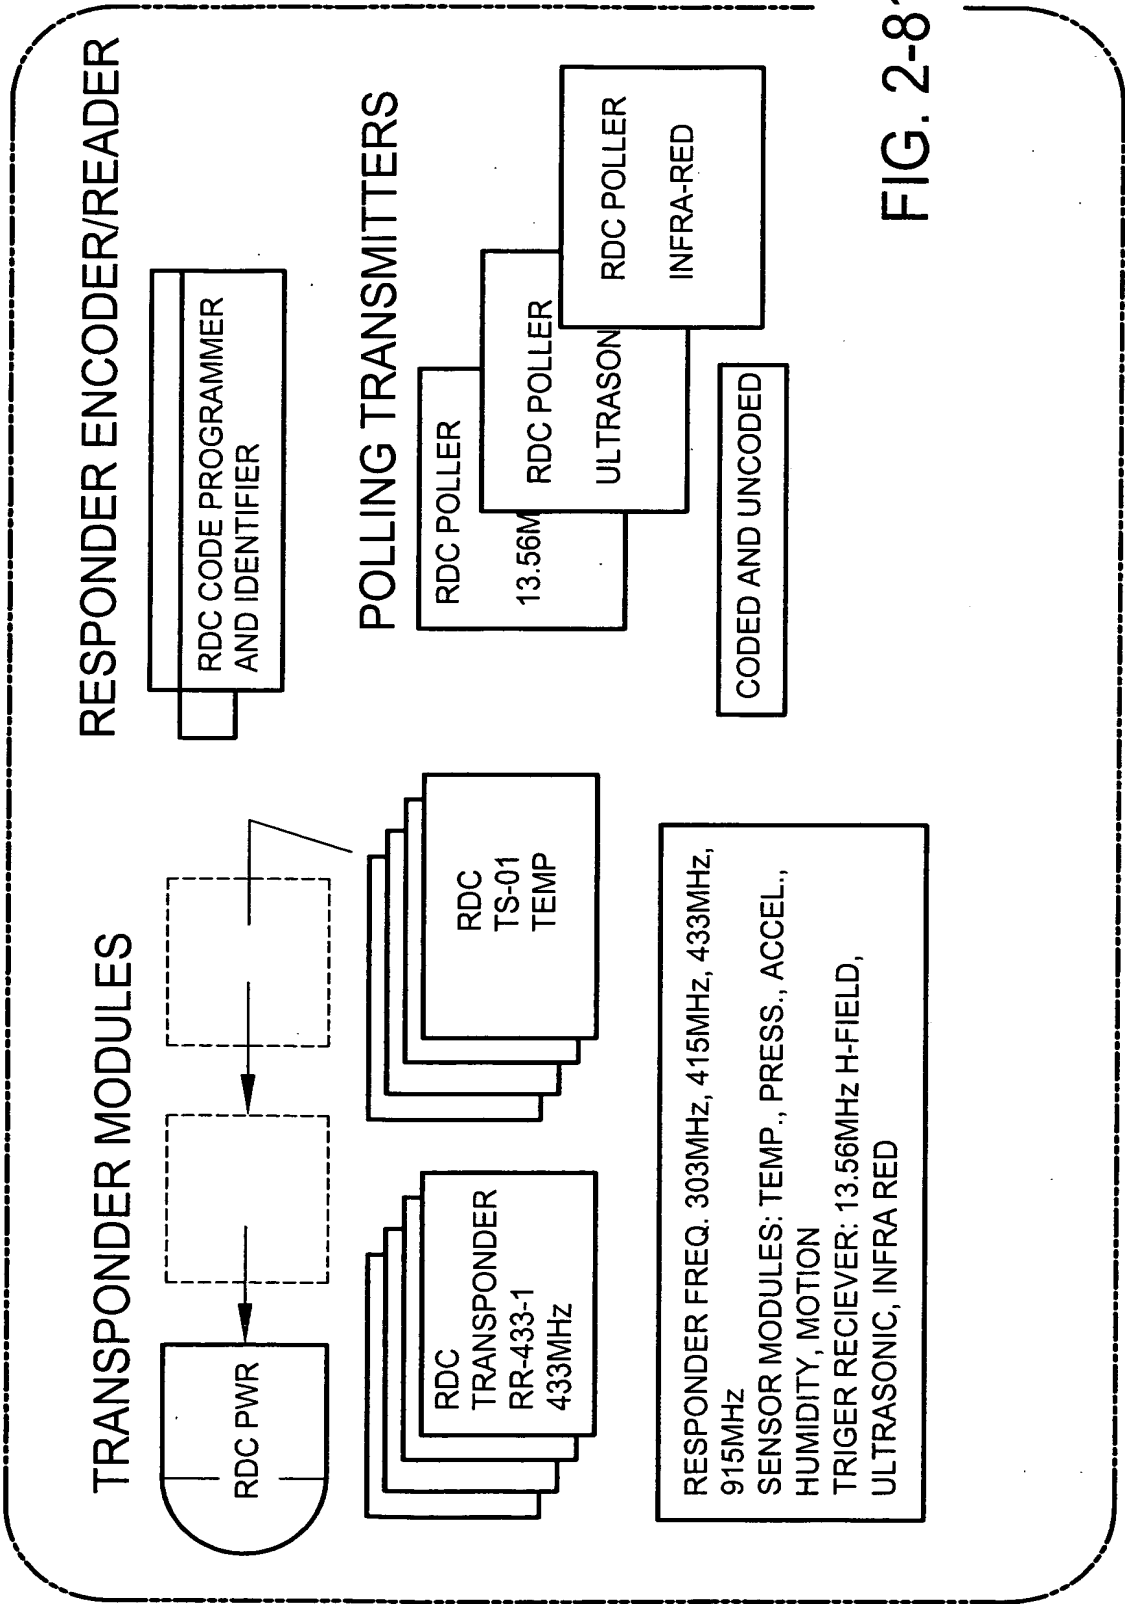 TRANSPONDER MODULES
RDC PWR
RDC
TRANSPONDER
RR-433-1
433MHz
RDC
TS-01
TEMP
RESPONDER FREQ. 303MHz, 415MHz, 433MHz,
915MHz
SENSOR MODULES: TEMP., PRESS., ACCEL.,
HUMIDITY, MOTION
TRIGER RECIEVER: 13.56MHz H-FIELD,
ULTRASONIC, INFRA RED
RESPONDER ENCODER/READER
RDC CODE PROGRAMMER
AND IDENTIFIER
POLLING TRANSMITTERS
RDC POLLER
13.56M
RDC POLLER
ULTRASON
RDC POLLER
INFRA-RED
CODED AND UNCODED
FIG. 2-8